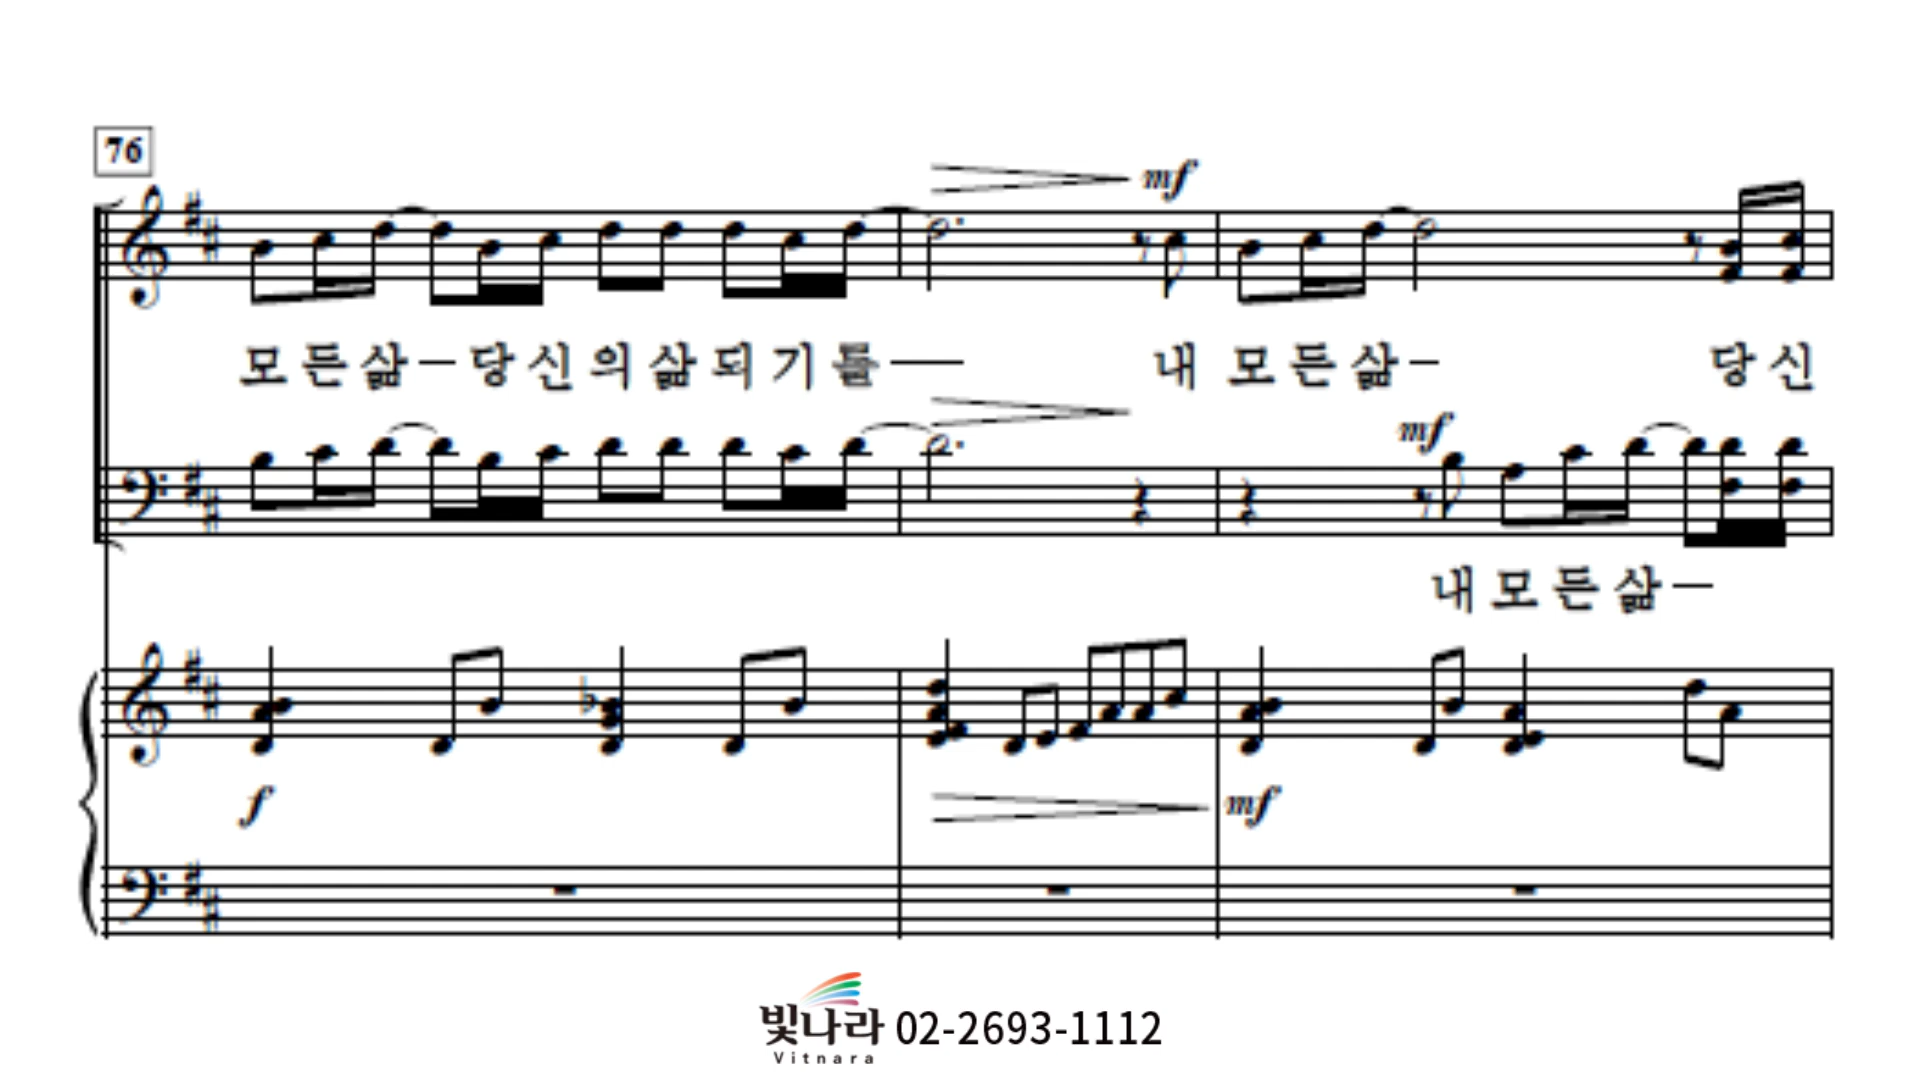 76
mf
모든삶-당신의삶되기를- 내모든삶- 당신
mf
내모든삶-
f mf
빛나라 02-2693-1112
Vitnara